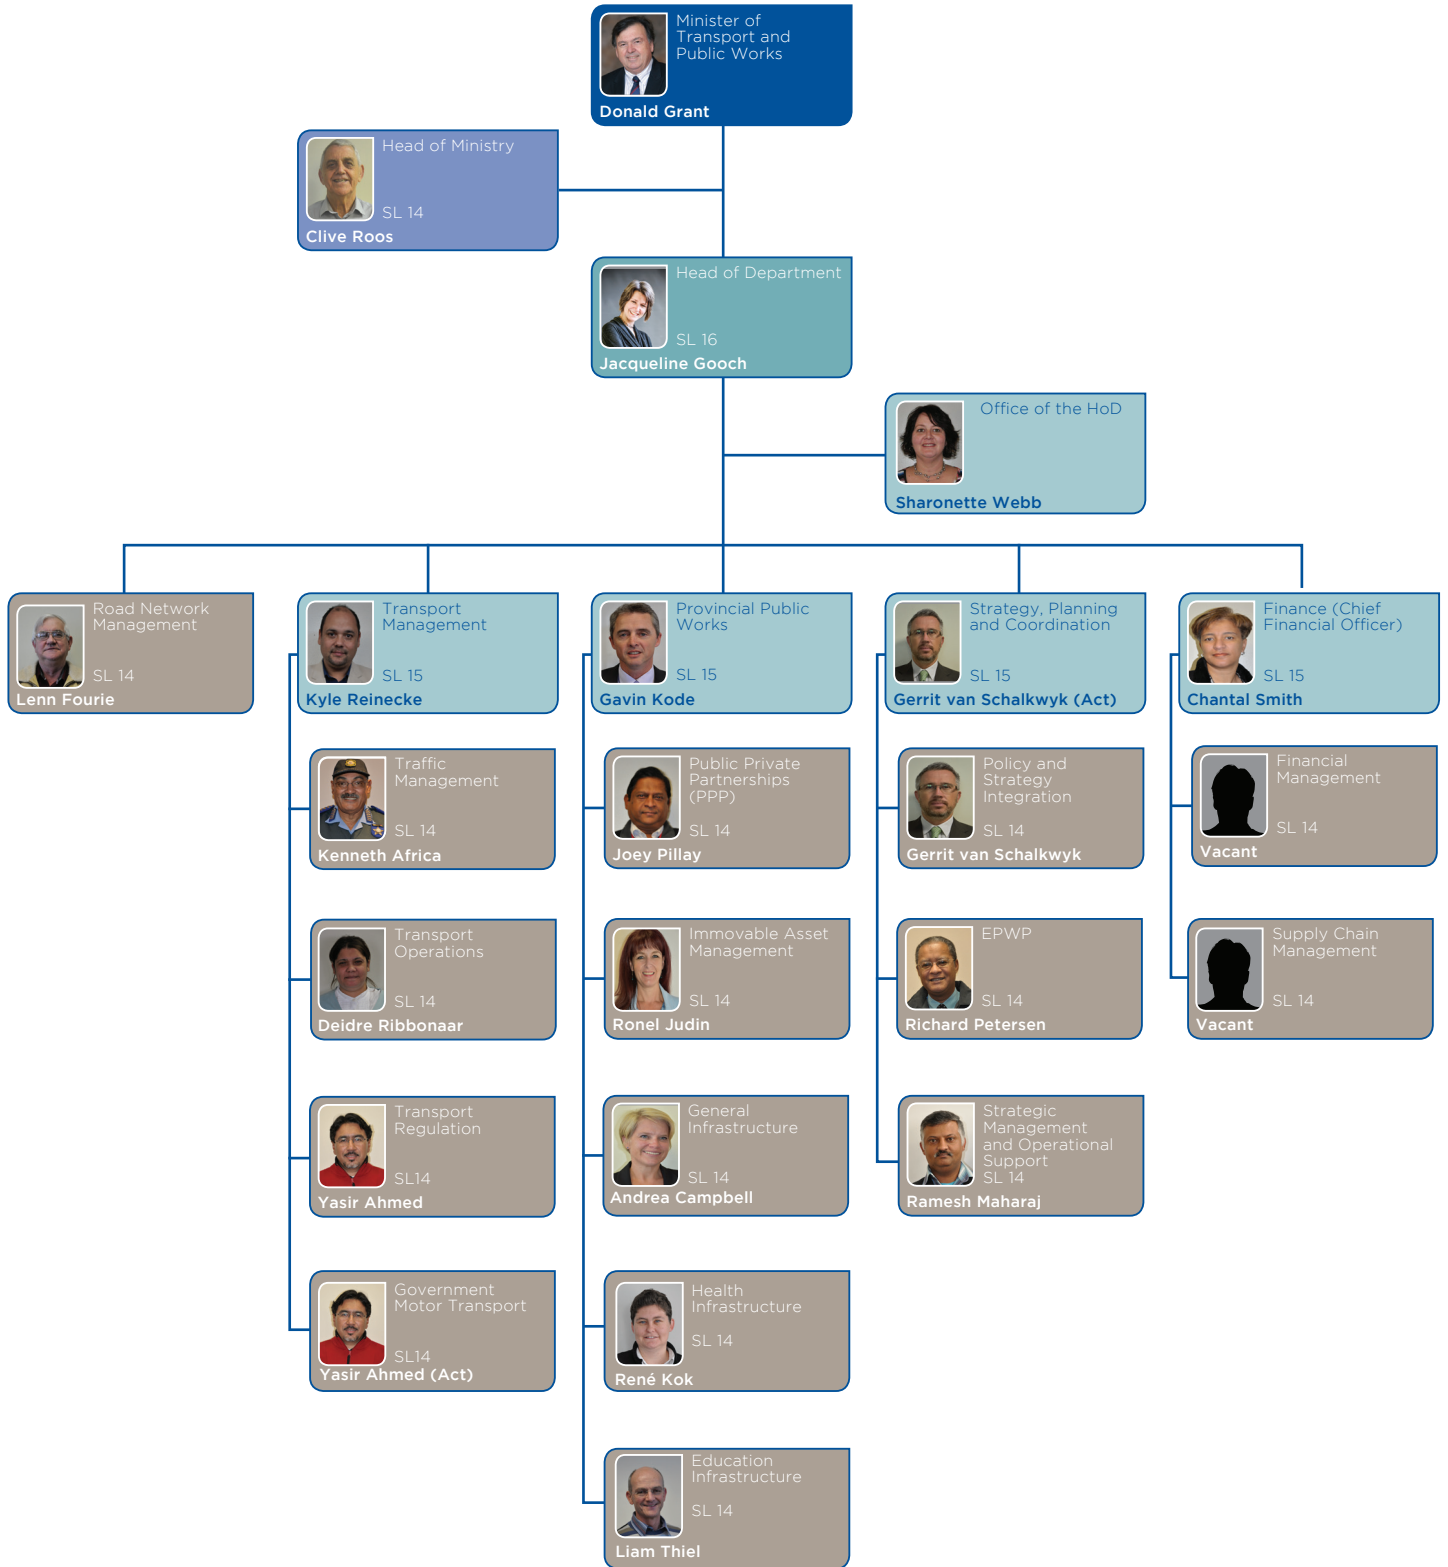 Minister of
Transport and
Public Works
Donald Grant
Head of Ministry
SL 14
Clive Roos
Head of Department
SL 16
Jacqueline Gooch
Office of the HoD
Sharonette Webb
Road Network
Management
SL 14
Lenn Fourie
Transport
Management
SL 15
Kyle Reinecke
Provincial Public
Works
SL 15
Gavin Kode
Strategy, Planning
and Coordination
SL 15
Gerrit van Schalkwyk (Act)
Finance (Chief
Financial Officer)
SL 15
Chantal Smith
Traffic
Management
SL 14
Kenneth Africa
Public Private
Partnerships
(PPP)
SL 14
Joey Pillay
Policy and
Strategy
Integration
SL 14
Gerrit van Schalkwyk
Financial
Management
SL 14
Vacant
Transport
Operations
SL 14
Deidre Ribbonaar
Immovable Asset
Management
SL 14
Ronel Judin
EPWP
SL 14
Richard Petersen
Supply Chain
Management
SL 14
Vacant
Transport
Regulation
SL14
Yasir Ahmed
General
Infrastructure
SL 14
Andrea Campbell
Strategic
Management
and Operational
Support
SL 14
Ramesh Maharaj
Government
Motor Transport
SL14
Yasir Ahmed (Act)
Health
Infrastructure
SL 14
René Kok
Education
Infrastructure
SL 14
Liam Thiel